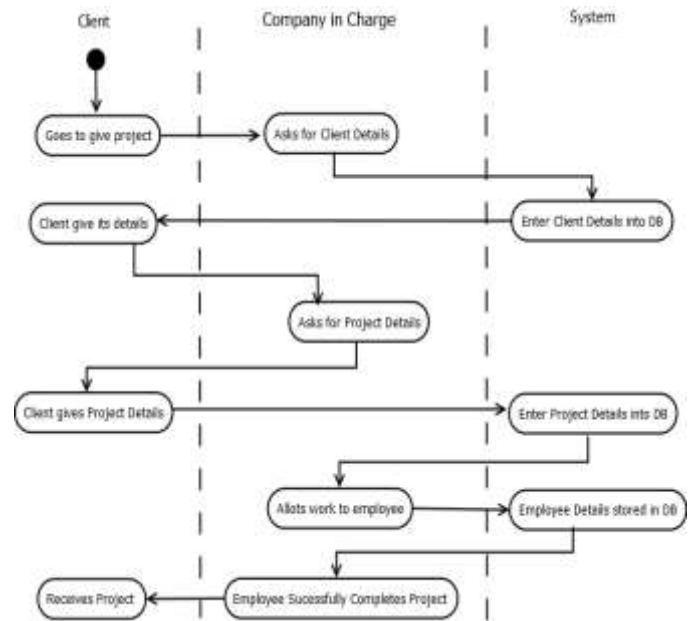 Client
Company in Charge
System
Goes to give project
Asks for Client Details
Client give its details
Enter Client Details into DB
Asks for Project Details
Client gives Project Details
Enter Project Details into DB
Allots work to employee
Employee Details stored in DB
Receives Project
Employee Sucessfully Completes Project